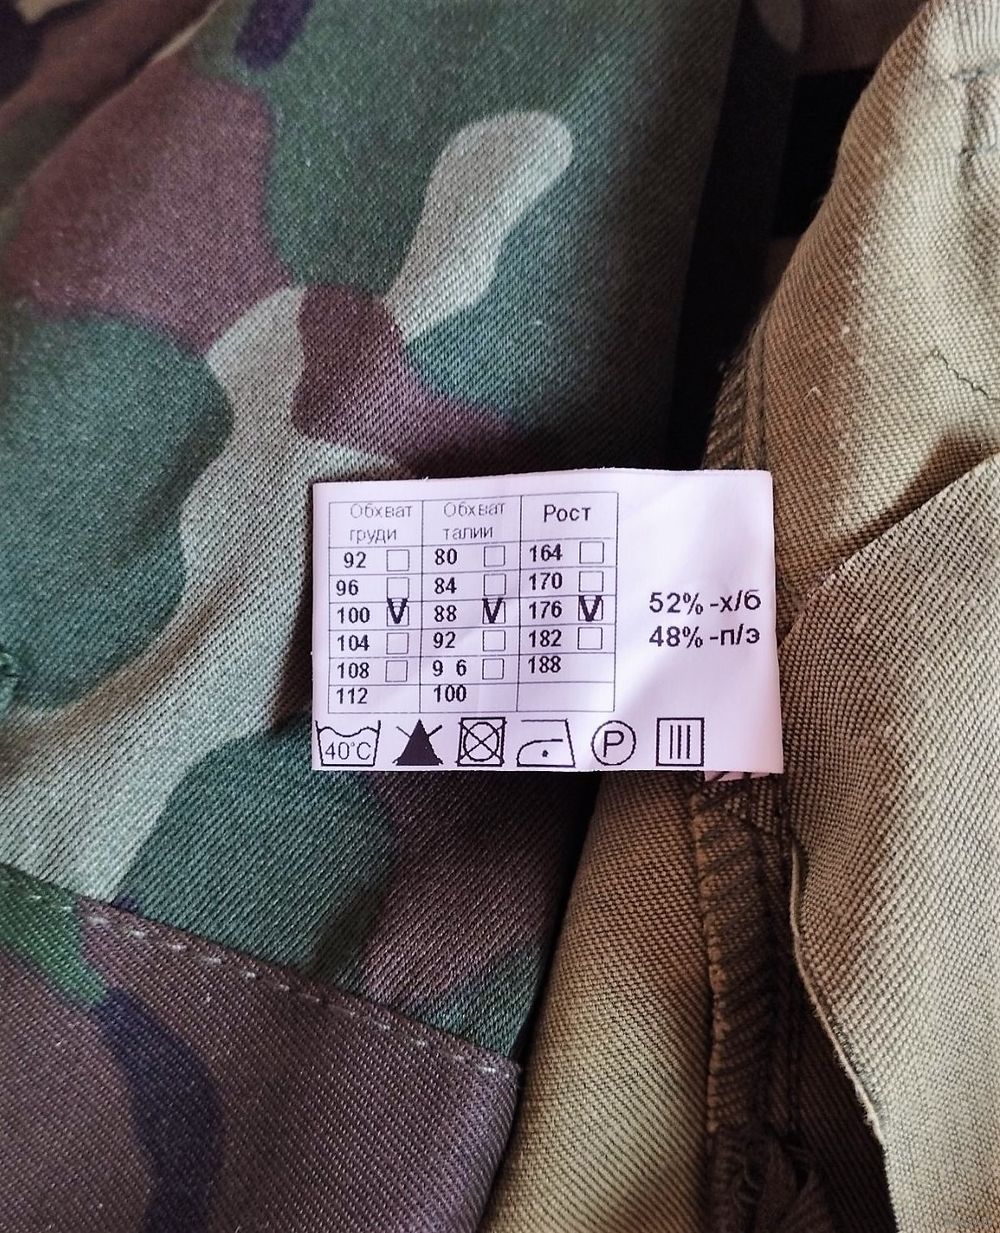 Обхват груди Обхват талии Рост
92 80 164
96 84 170
100 V 88 V 176 V
104 92 182
108 9 6 188
112 100
52% -х/б
48% -п/э
40°C P